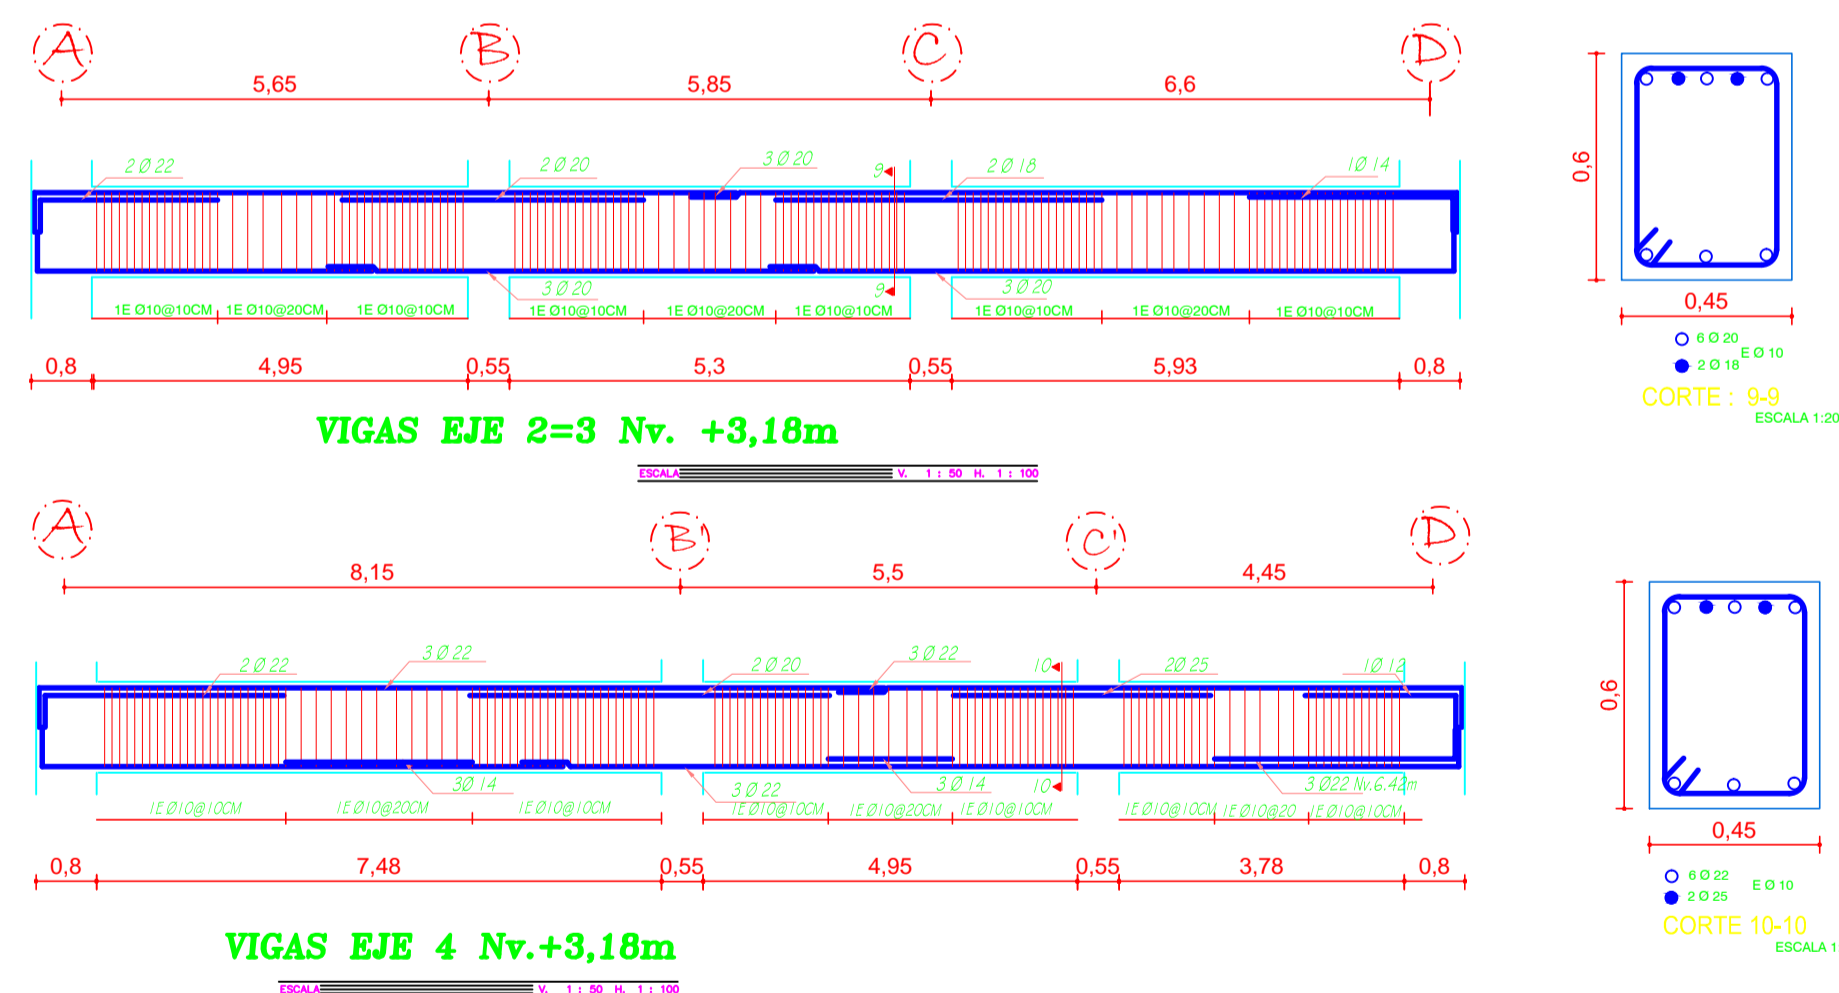 A B C D
5,65 5,85 6,6
2 Ø 22 2 Ø 20 3 Ø 20 9 2 Ø 18 1Ø 14
3 Ø 20 9 3 Ø 20
1E Ø10@10CM 1E Ø10@20CM 1E Ø10@10CM 1E Ø10@10CM 1E Ø10@20CM 1E Ø10@10CM 1E Ø10@10CM 1E Ø10@20CM 1E Ø10@10CM
0,8 4,95 0,55 5,3 0,55 5,93 0,8
VIGAS EJE 2=3 Nv. +3,18m
ESCALA V. 1 : 50 H. 1 : 100
0,6
0,45
6 Ø 20
E Ø 10
2 Ø 18
CORTE : 9-9
ESCALA 1:20
A B' C' D
8,15 5,5 4,45
2 Ø 22 3 Ø 22 2 Ø 20 3 Ø 22 10 2Ø 25 1Ø 12
3Ø 14 3 Ø 22 3 Ø 14 10 3 Ø22 Nv.6.42m
1E Ø10@10CM 1E Ø10@20CM 1E Ø10@10CM 1E Ø10@10CM 1E Ø10@20CM 1E Ø10@10CM 1E Ø10@10CM 1E Ø10@20 1E Ø10@10CM
0,8 7,48 0,55 4,95 0,55 3,78 0,8
VIGAS EJE 4 Nv.+3,18m
ESCALA V. 1 : 50 H. 1 : 100
0,6
0,45
6 Ø 22
E Ø 10
2 Ø 25
CORTE 10-10
ESCALA 1